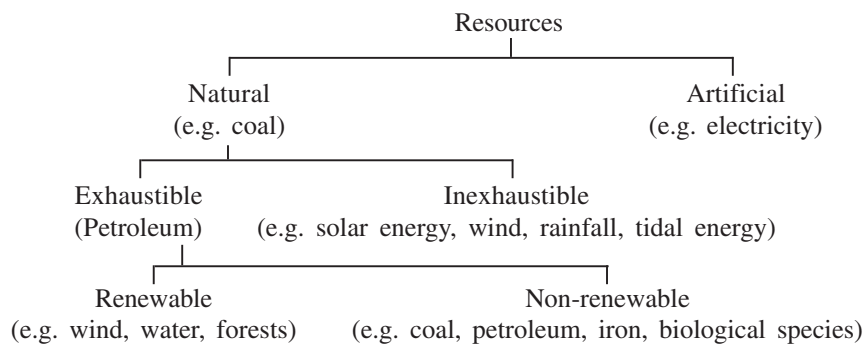 Resources
Natural Artificial
(e.g. coal) (e.g. electricity)
Exhaustible Inexhaustible
(Petroleum) (e.g. solar energy, wind, rainfall, tidal energy)
Renewable Non-renewable
(e.g. wind, water, forests) (e.g. coal, petroleum, iron, biological species)